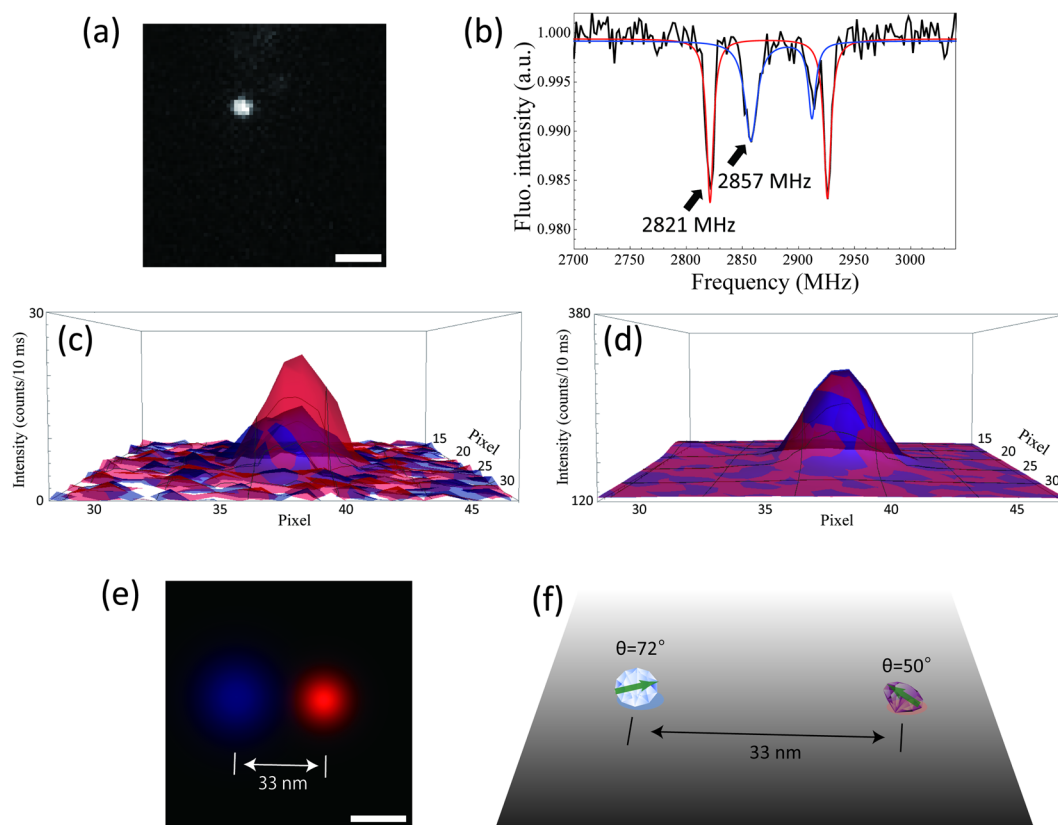 (a)
(b)
Fluo. intensity (a.u.)
1.000
0.995
0.990
0.985
0.980
2857 MHz
2821 MHz
2700 2750 2800 2850 2900 2950 3000
Frequency (MHz)
(c)
Intensity (counts/10 ms)
30
0
15
20
25
30
Pixel
30 35 40 45
Pixel
(d)
Intensity (counts/10 ms)
380
120
15
20
25
30
Pixel
30 35 40 45
Pixel
(e)
33 nm
(f)
θ=72°
θ=50°
33 nm